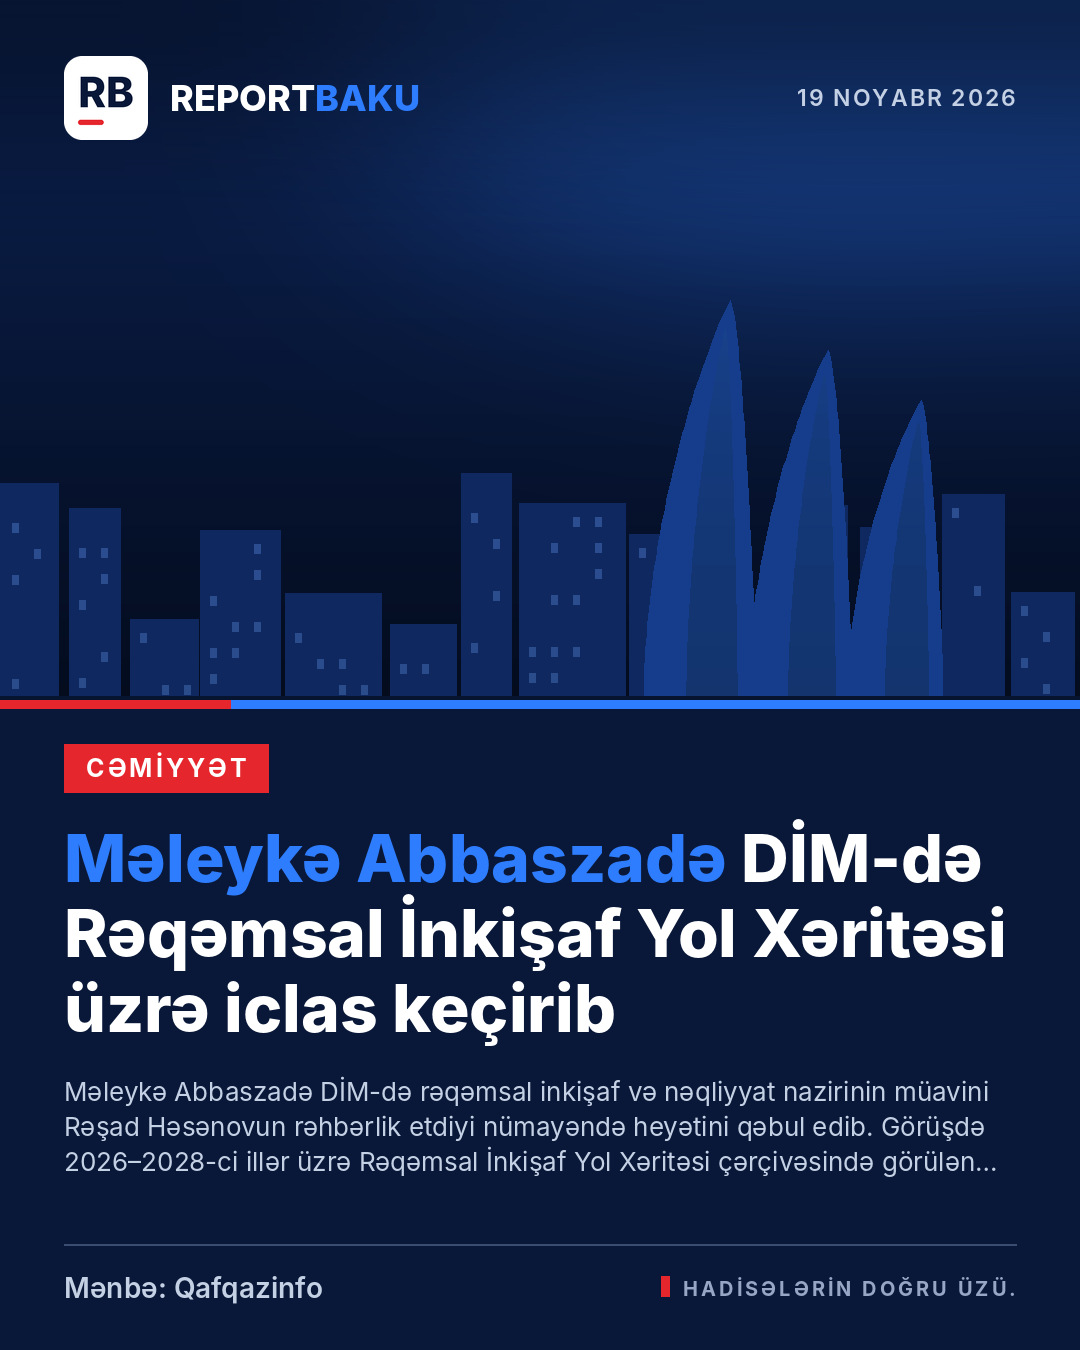 RB
REPORTBAKU
19 NOYABR 2026
CƏMİYYƏT
Məleykə Abbaszadə DİM-də
Rəqəmsal İnkişaf Yol Xəritəsi
üzrə iclas keçirib
Məleykə Abbaszadə DİM-də rəqəmsal inkişaf və nəqliyyat nazirinin müavini
Rəşad Həsənovun rəhbərlik etdiyi nümayəndə heyətini qəbul edib. Görüşdə
2026–2028-ci illər üzrə Rəqəmsal İnkişaf Yol Xəritəsi çərçivəsində görülən...
Mənbə: Qafqazinfo
HADİSƏLƏRİN DOĞRU ÜZÜ.